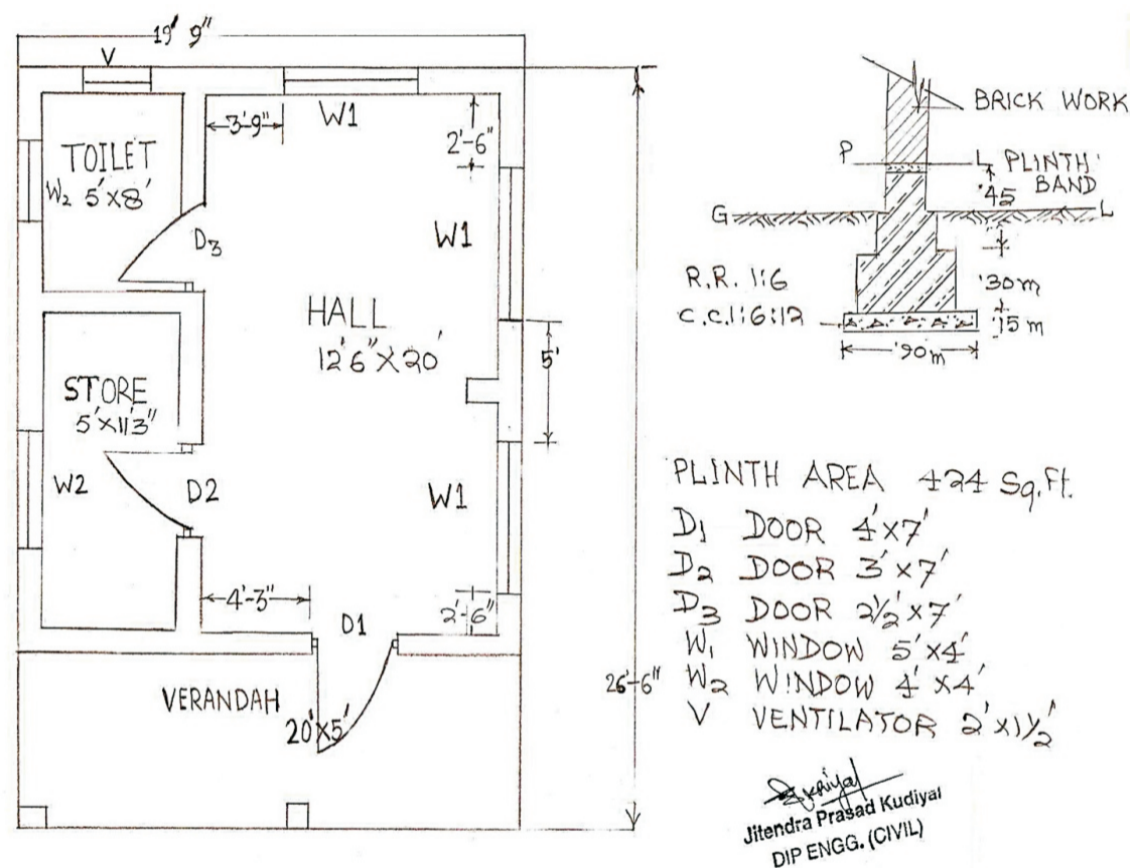 19' 9"
V
3'-9"
W1
2'-6"
TOILET
W2 5'x8'
D3
W1
HALL
12'6"x20'
5'
STORE
5'x11'3"
W2
D2
W1
4'-3"
D1
2'-6"
VERANDAH
20'x5'
26'-6"
BRICK WORK
P
L
PLINTH
BAND
'45
G
L
R.R. 1:6
C.C.1:6:12
'30m
'15m
'90m
PLINTH AREA 424 Sq.Ft.
D1 DOOR 4'x7'
D2 DOOR 3'x7'
D3 DOOR 2½'x7'
W1 WINDOW 5'x4'
W2 WINDOW 4'x4'
V VENTILATOR 2'x1½'
Jitendra Prasad Kudiyal
DIP ENGG. (CIVIL)